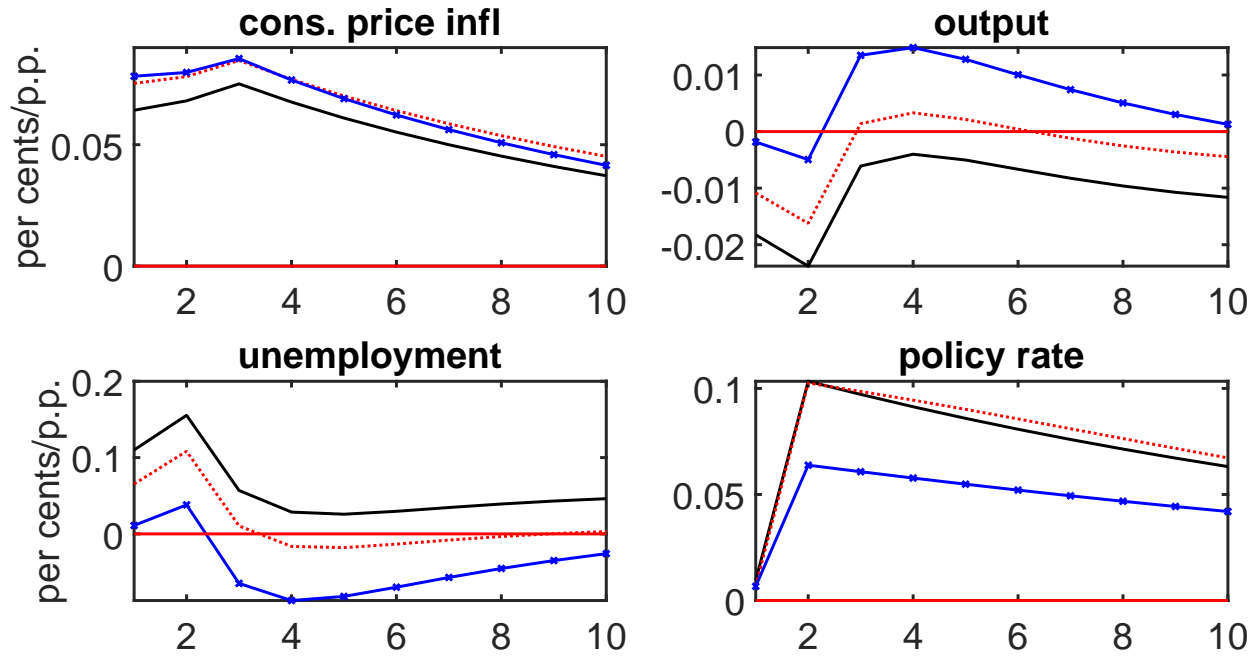 cons. price infl
per cents/p.p.
0.05
0
2 4 6 8 10
output
0.01
0
-0.01
-0.02
2 4 6 8 10
unemployment
per cents/p.p.
0.2
0.1
0
2 4 6 8 10
policy rate
0.1
0.05
0
2 4 6 8 10